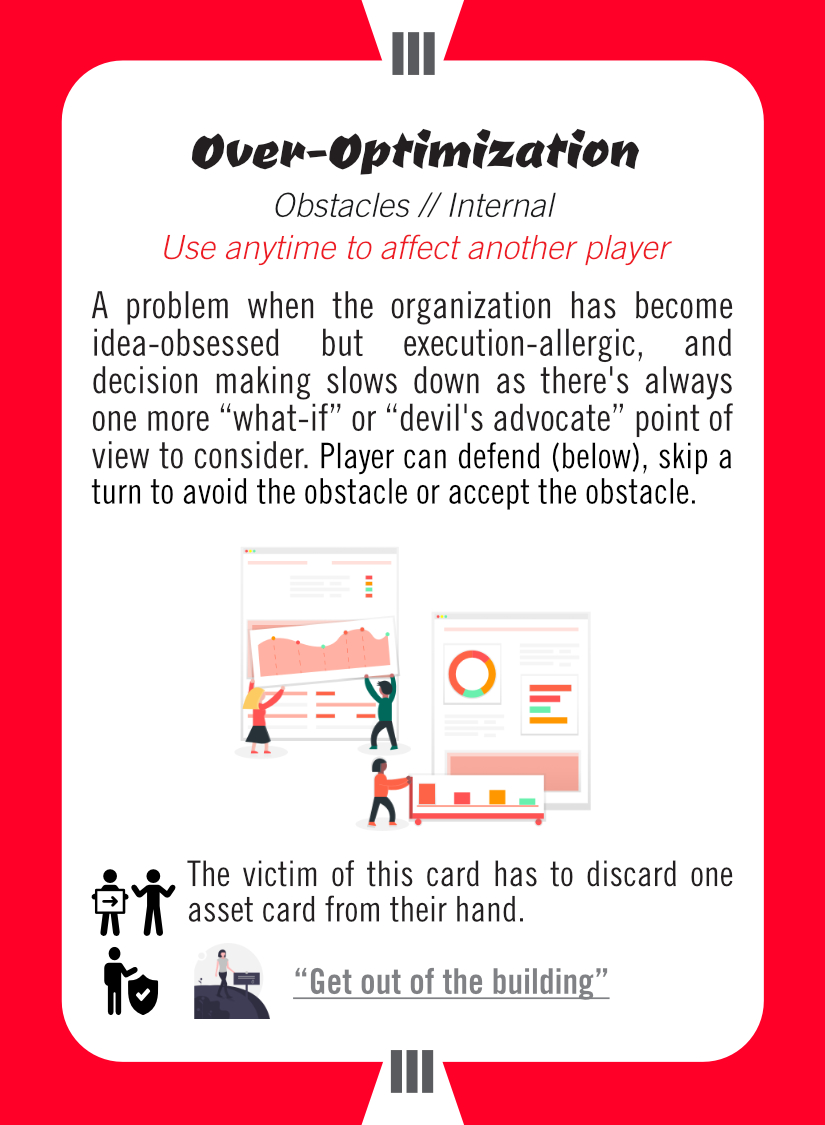 III
Over-Optimization
Obstacles // Internal
Use anytime to affect another player
A problem when the organization has become
idea-obsessed but execution-allergic, and
decision making slows down as there's always
one more “what-if” or “devil's advocate” point of
view to consider. Player can defend (below), skip a
turn to avoid the obstacle or accept the obstacle.
The victim of this card has to discard one
asset card from their hand.
“Get out of the building”
III